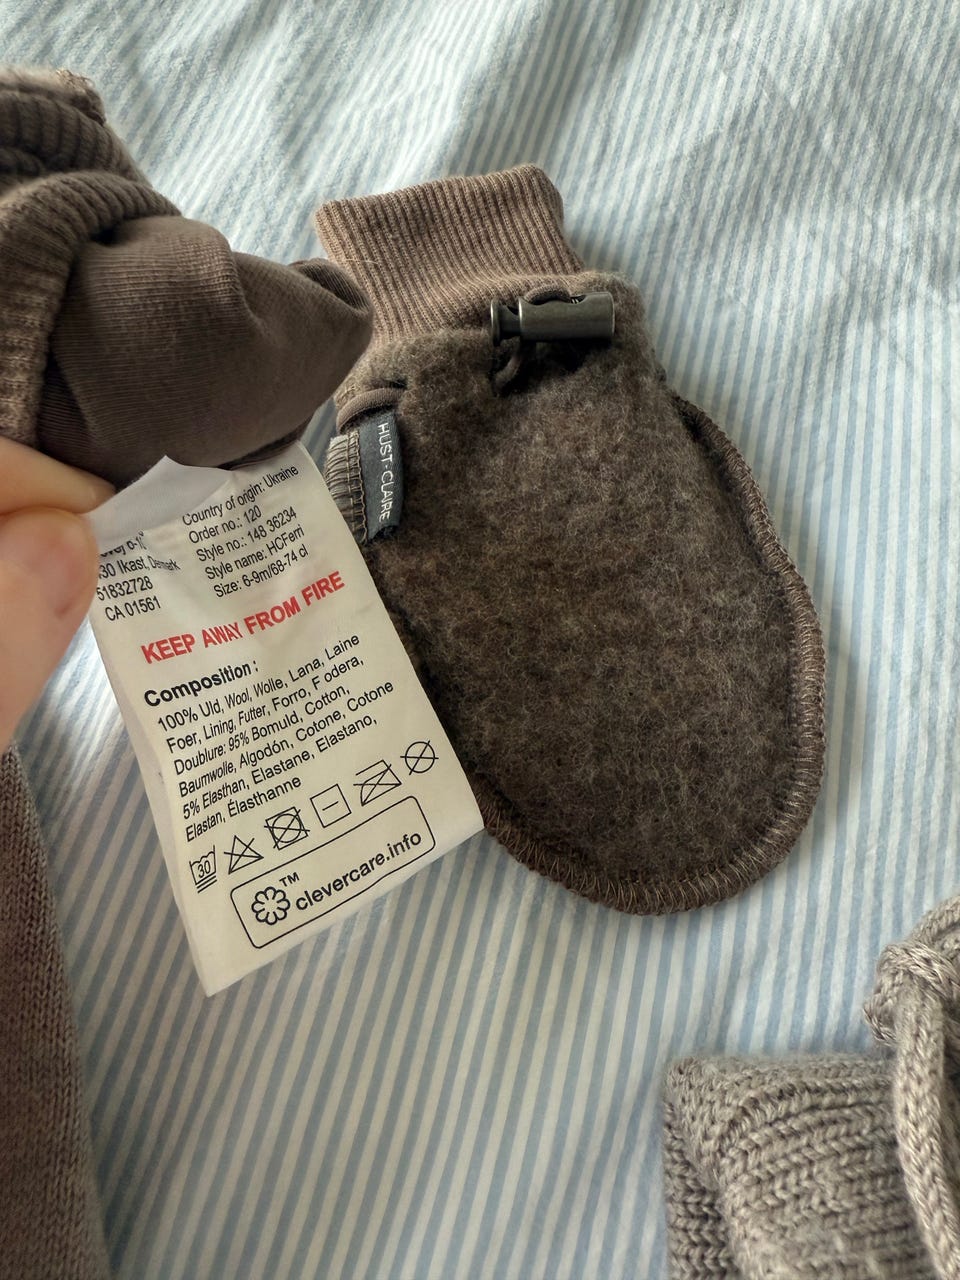 HUST-CLAIRE
Country of origin: Ukraine
Order no.: 120
Style no.: 148 36234
Style name: HCFerri
Size: 6-9m/68-74 cl
Ikast, Denmark
51832728
CA 01561
KEEP AWAY FROM FIRE
Composition :
100% Uld, Wool, Wolle, Lana, Laine
Foer, Lining, Futter, Forro, F odera,
Doublure: 95% Bomuld, Cotton,
Baumwolle, Algodón, Cotone, Cotone
5% Elasthan, Elastane, Elastano,
Elastan, Élasthanne
30
TM
clevercare.info